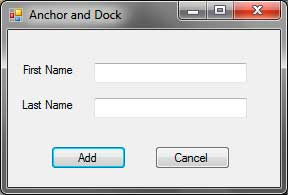 Anchor and Dock
First Name
Last Name
Add Cancel